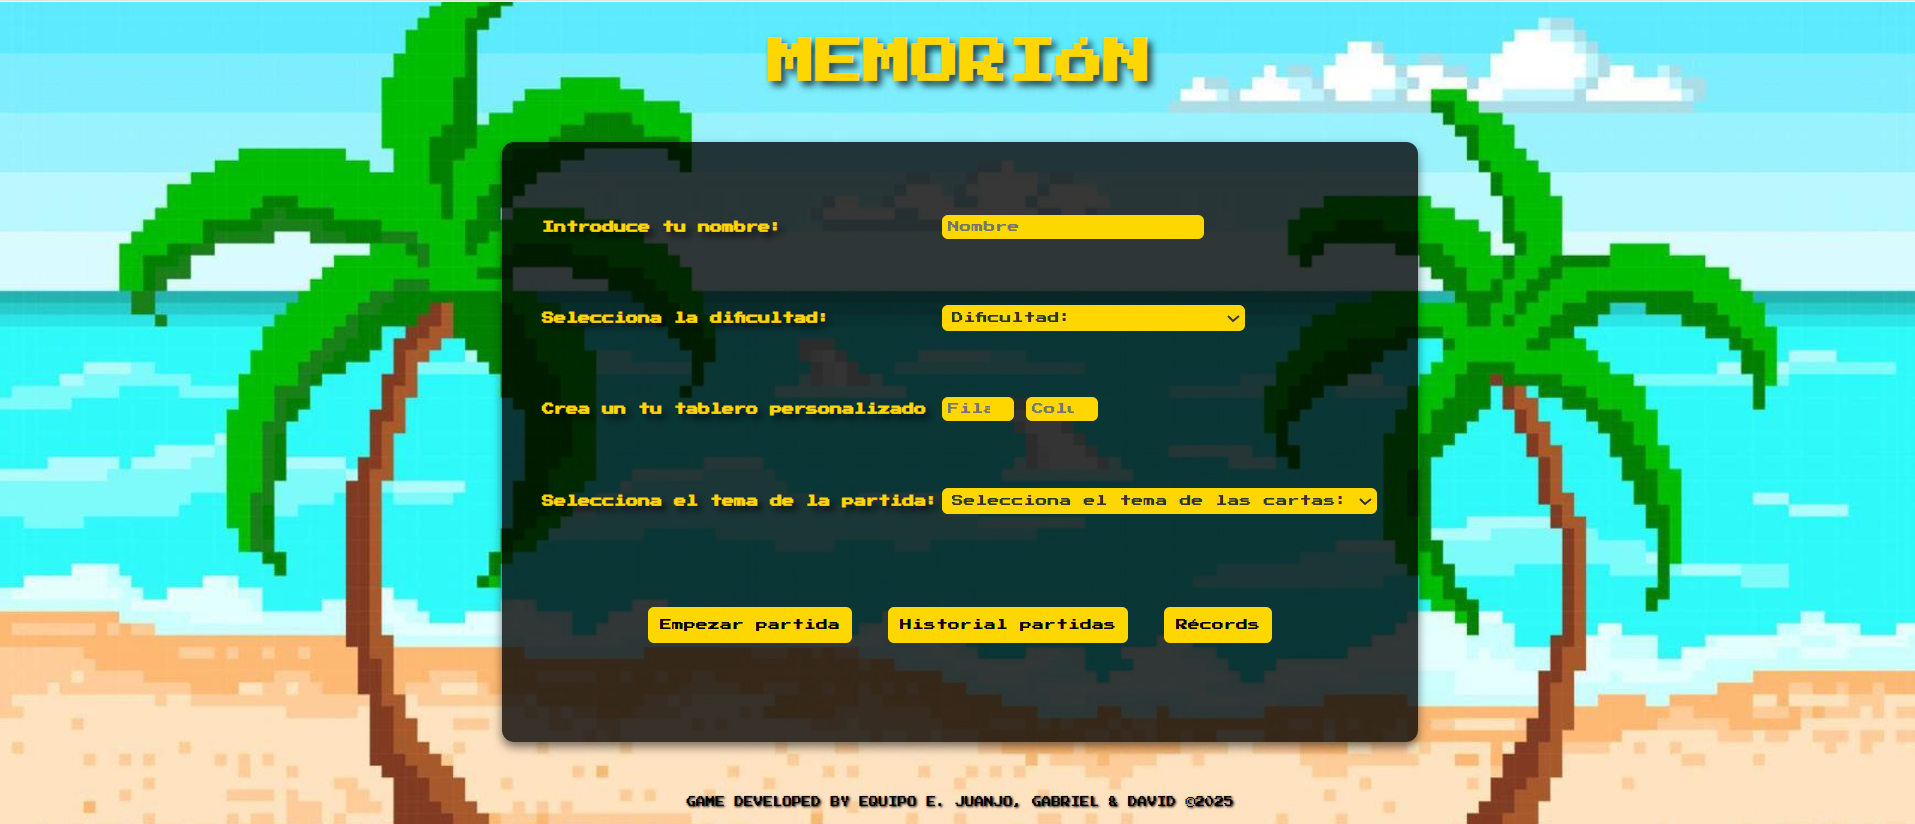 MEMORIóN
Introduce tu nombre: Nombre
Selecciona la dificultad: Dificultad:
Crea un tu tablero personalizado Fila Colu
Selecciona el tema de la partida: Selecciona el tema de las cartas:
Empezar partida Historial partidas Récords
GAME DEVELOPED BY EQUIPO E. JUANJO, GABRIEL & DAVID ©2025